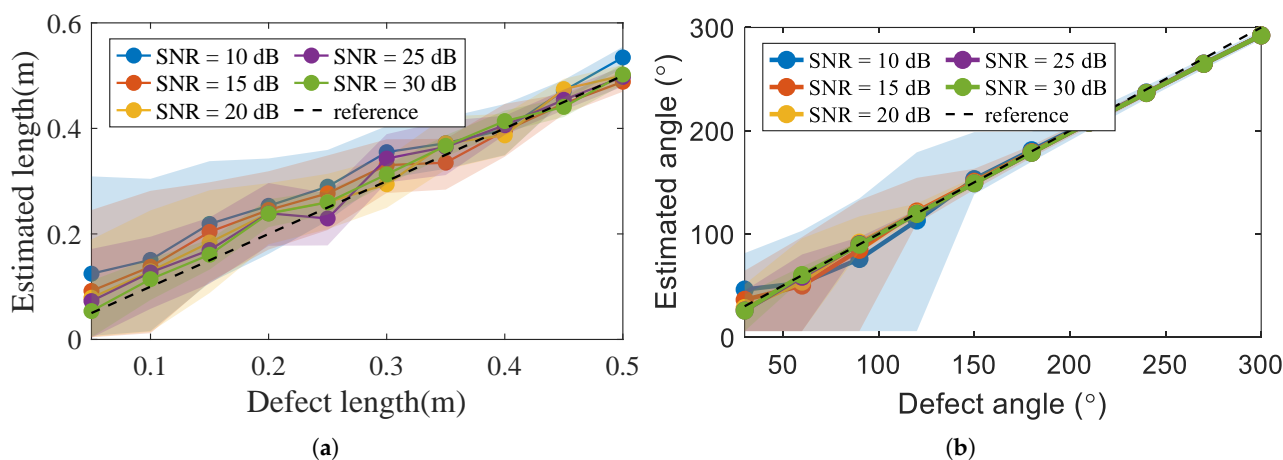 0.6
0.4
0.2
0
0.1
0.2
0.3
0.4
0.5
Estimated length(m)
Defect length(m)
SNR = 10 dB
SNR = 15 dB
SNR = 20 dB
SNR = 25 dB
SNR = 30 dB
reference
(a)
300
200
100
0
50
100
150
200
250
300
Estimated angle (°)
Defect angle (°)
SNR = 10 dB
SNR = 15 dB
SNR = 20 dB
SNR = 25 dB
SNR = 30 dB
reference
(b)